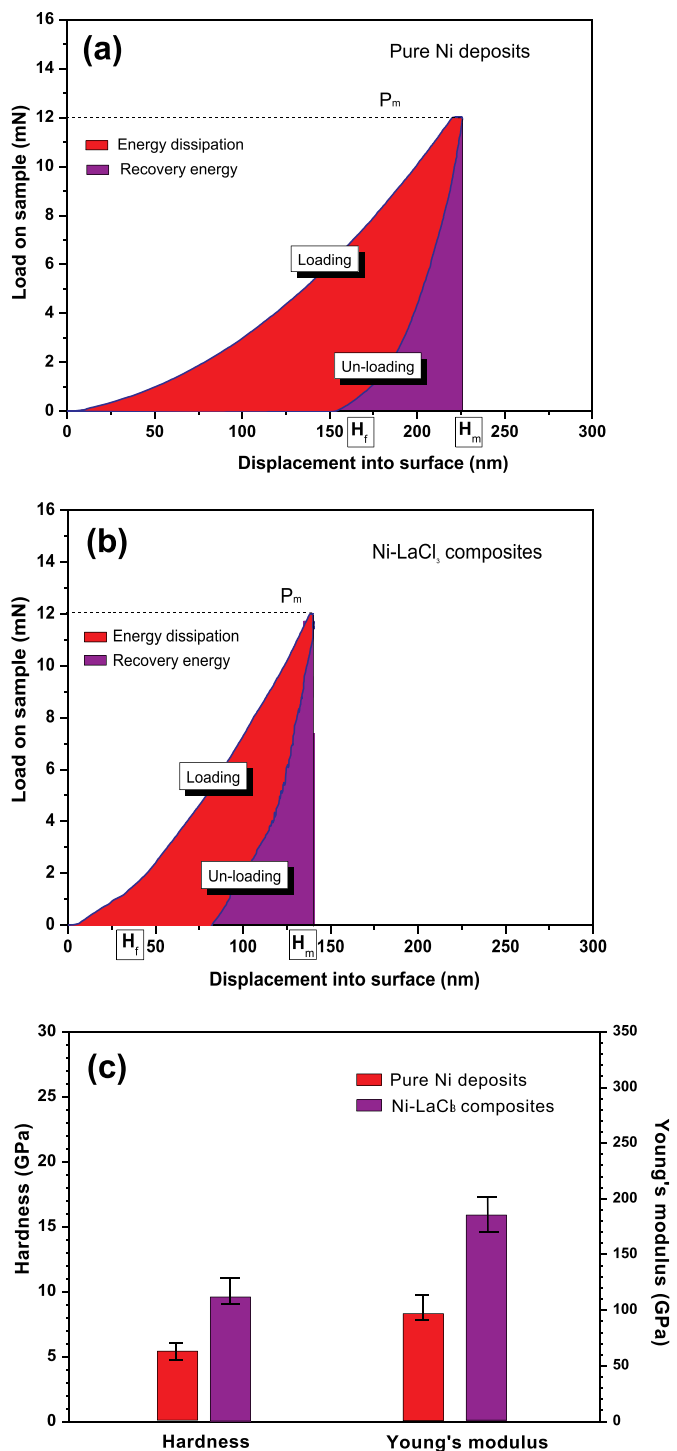 (a)
Pure Ni deposits
Pm
Energy dissipation
Recovery energy
Loading
Un-loading
Load on sample (mN)
16
14
12
10
8
6
4
2
0
0 50 100 150 200 250 300
Hf Hm
Displacement into surface (nm)
(b)
Ni-LaCl3 composites
Pm
Energy dissipation
Recovery energy
Loading
Un-loading
Load on sample (mN)
16
14
12
10
8
6
4
2
0
0 50 100 150 200 250 300
Hf Hm
Displacement into surface (nm)
(c)
Pure Ni deposits
Ni-LaCl3 composites
Hardness (GPa)
30
25
20
15
10
5
0
Young's modulus (GPa)
350
300
250
200
150
100
50
0
Hardness Young's modulus